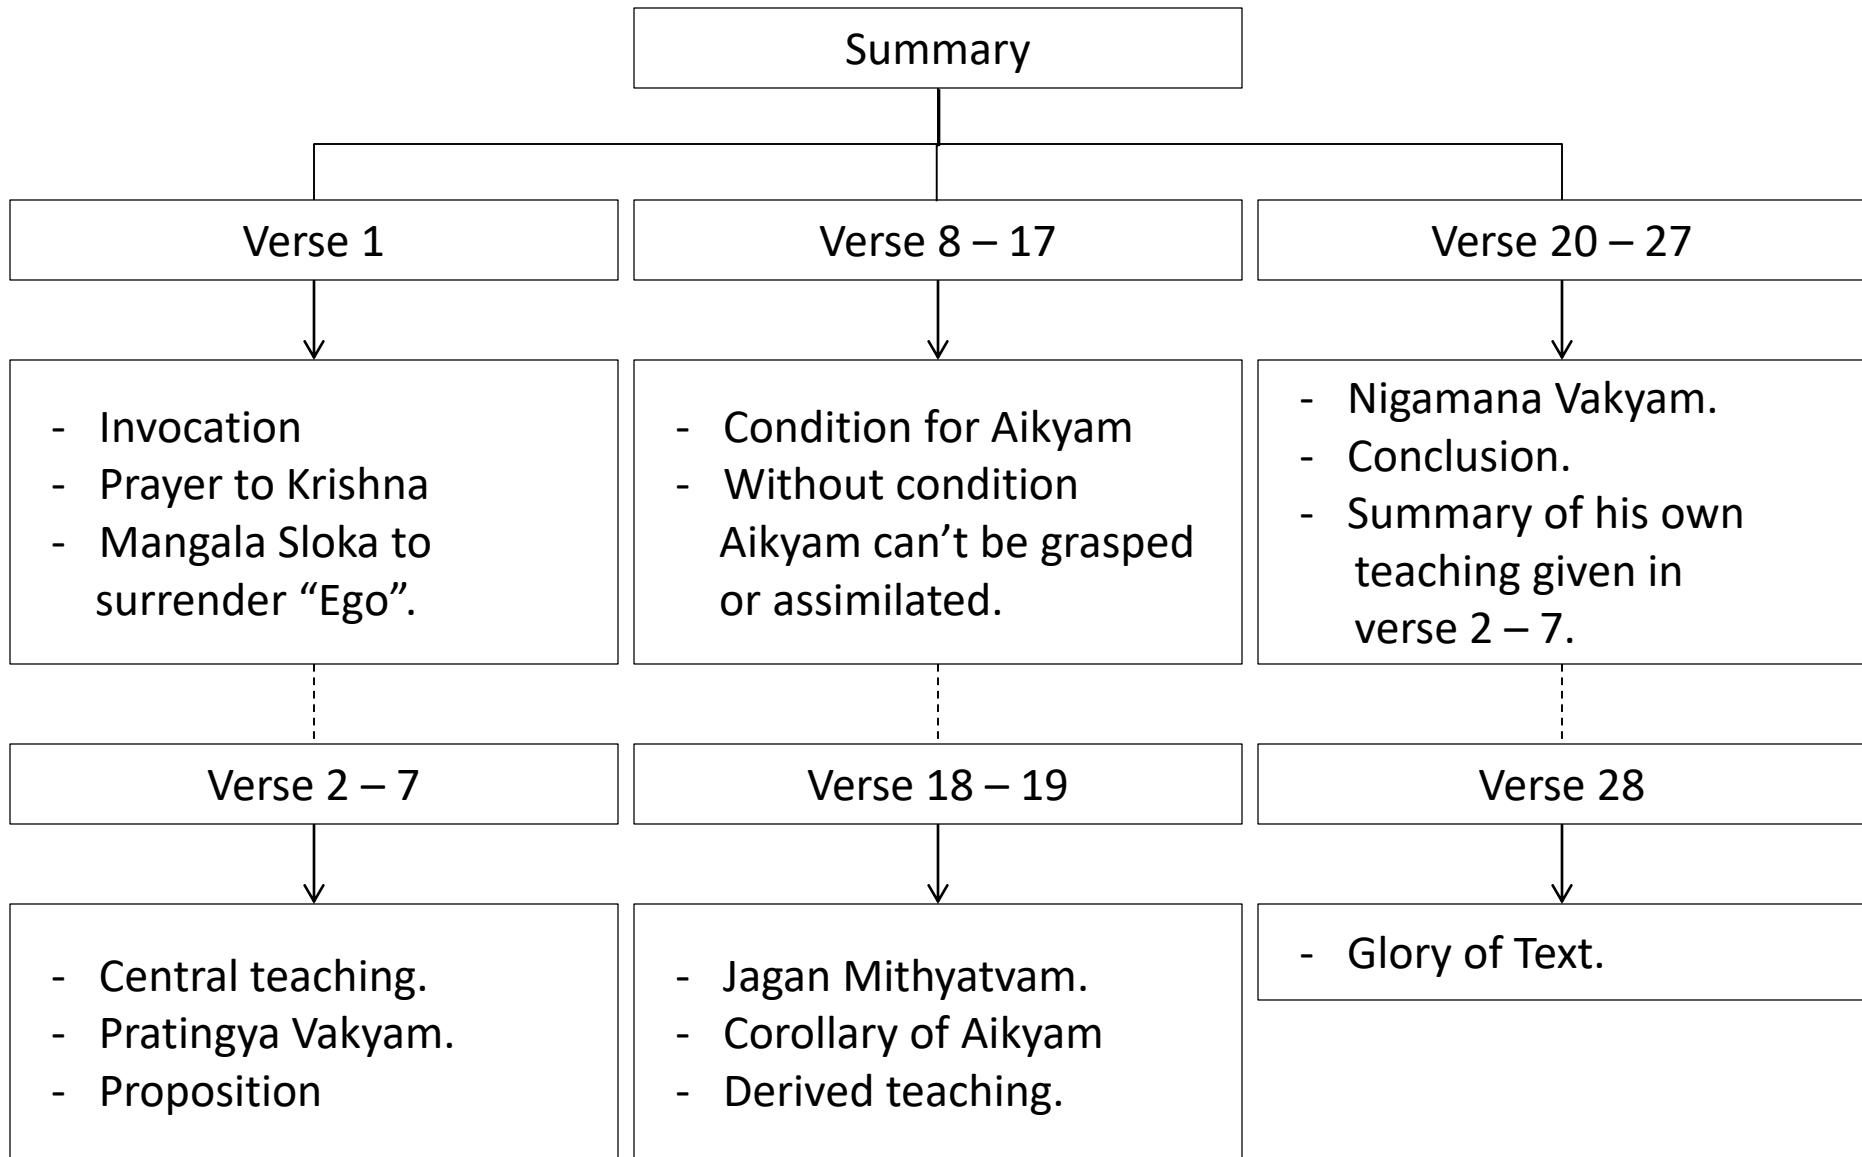 Summary
Verse 1
Verse 8 – 17
Verse 20 – 27
- Invocation
- Prayer to Krishna
- Mangala Sloka to
surrender “Ego”.
- Condition for Aikyam
- Without condition
Aikyam can’t be grasped
or assimilated.
- Nigamana Vakyam.
- Conclusion.
- Summary of his own
teaching given in
verse 2 – 7.
Verse 2 – 7
Verse 18 – 19
Verse 28
- Central teaching.
- Pratingya Vakyam.
- Proposition
- Jagan Mithyatvam.
- Corollary of Aikyam
- Derived teaching.
- Glory of Text.